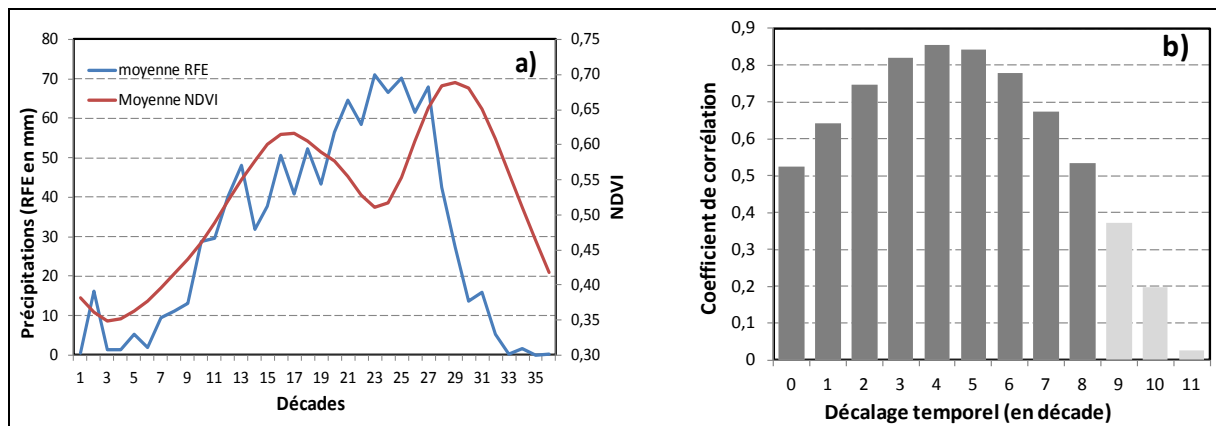 a)
moyenne RFE
Moyenne NDVI
Précipitations (RFE en mm)
80
70
60
50
40
30
20
10
0
NDVI
0,75
0,70
0,65
0,60
0,55
0,50
0,45
0,40
0,35
0,30
1 3 5 7 9 11 13 15 17 19 21 23 25 27 29 31 33 35
Décades
b)
Coefficient de corrélation
0,9
0,8
0,7
0,6
0,5
0,4
0,3
0,2
0,1
0
0 1 2 3 4 5 6 7 8 9 10 11
Décalage temporel (en décade)